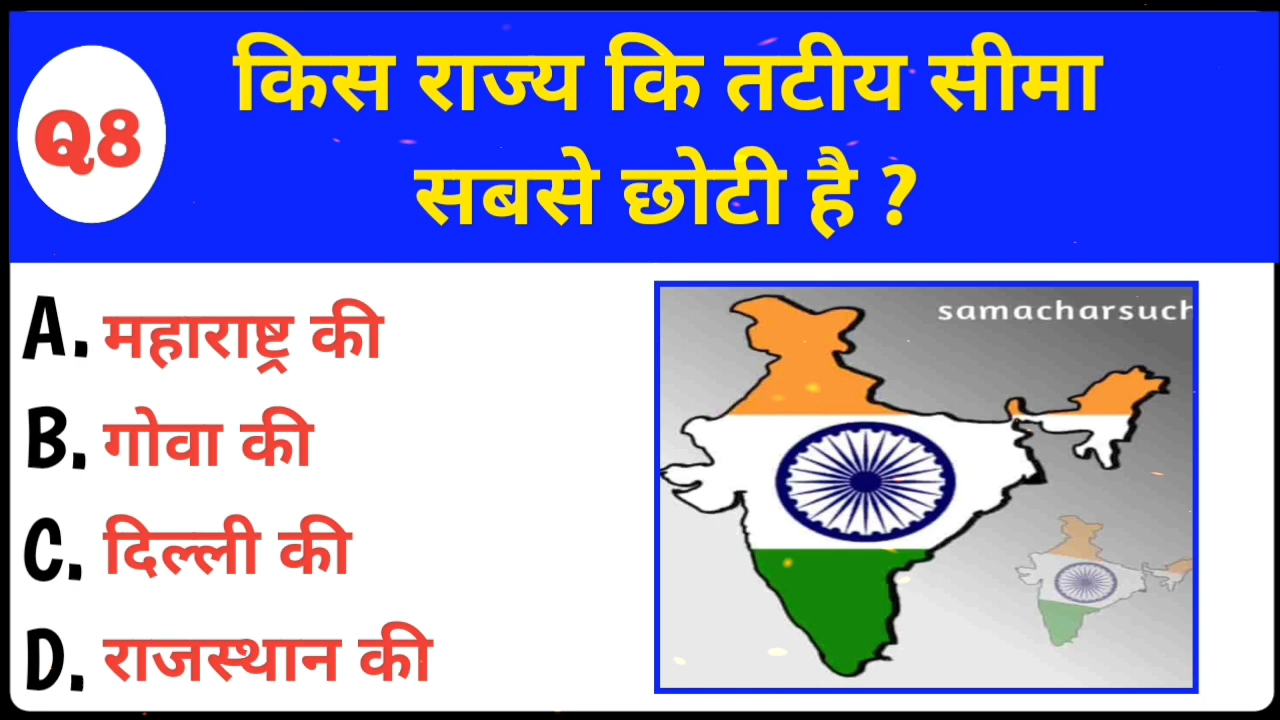 Q8
किस राज्य कि तटीय सीमा
सबसे छोटी है ?
A. महाराष्ट्र की
B. गोवा की
C. दिल्ली की
D. राजस्थान की
samacharsuch